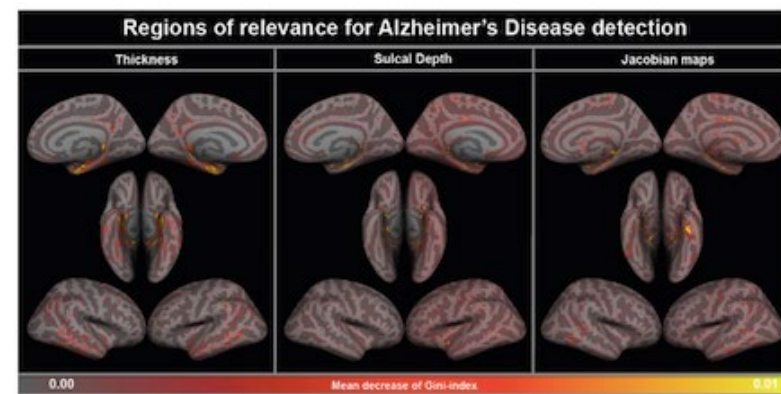 Regions of relevance for Alzheimer's Disease detection
Thickness
Sulcal Depth
Jacobian maps
0.00
Mean decrease of Gini-index
0.01